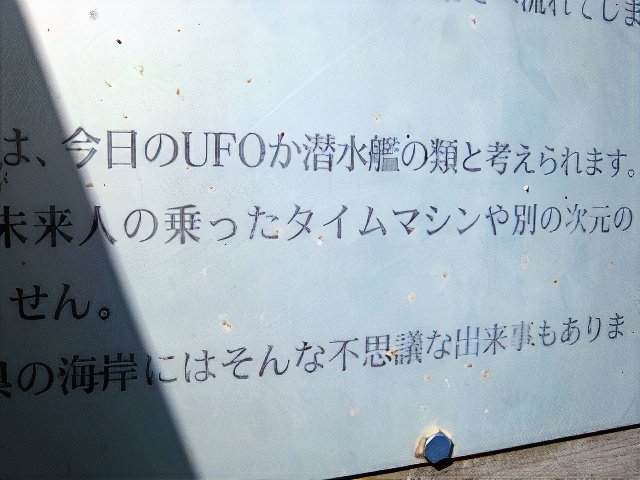 流れてしま
は、今日のUFOか潜水艦の類と考えられます。
未来人の乗ったタイムマシンや別の次元の
せん。
の海岸にはそんな不思議な出来事もありま